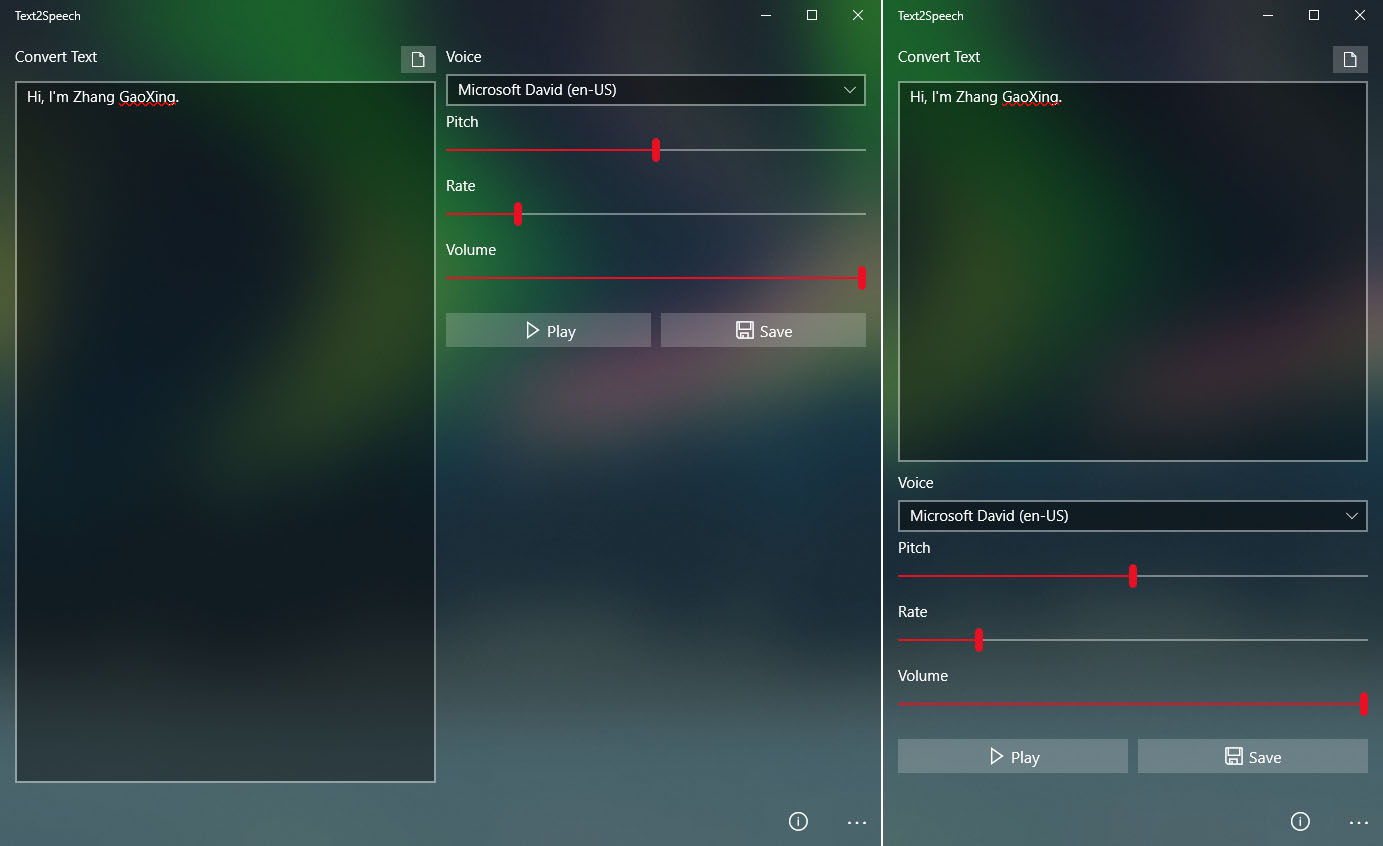 Text2Speech
Convert Text
Hi, I'm Zhang GaoXing.
Voice
Microsoft David (en-US)
Pitch
Rate
Volume
Play
Save
Text2Speech
Convert Text
Hi, I'm Zhang GaoXing.
Voice
Microsoft David (en-US)
Pitch
Rate
Volume
Play
Save